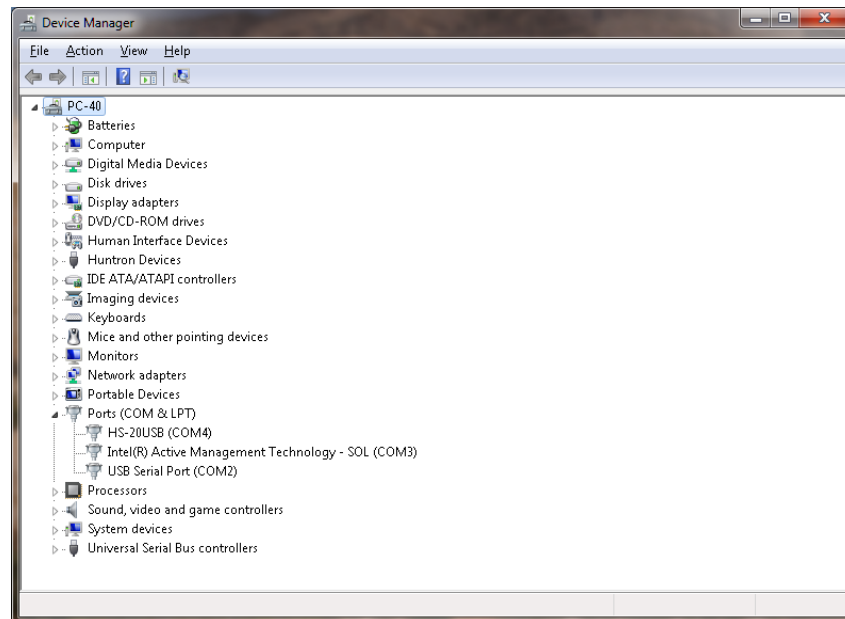 Device Manager
File Action View Help
PC-40
Batteries
Computer
Digital Media Devices
Disk drives
Display adapters
DVD/CD-ROM drives
Human Interface Devices
Huntron Devices
IDE ATA/ATAPI controllers
Imaging devices
Keyboards
Mice and other pointing devices
Monitors
Network adapters
Portable Devices
Ports (COM & LPT)
HS-20USB (COM4)
Intel(R) Active Management Technology - SOL (COM3)
USB Serial Port (COM2)
Processors
Sound, video and game controllers
System devices
Universal Serial Bus controllers